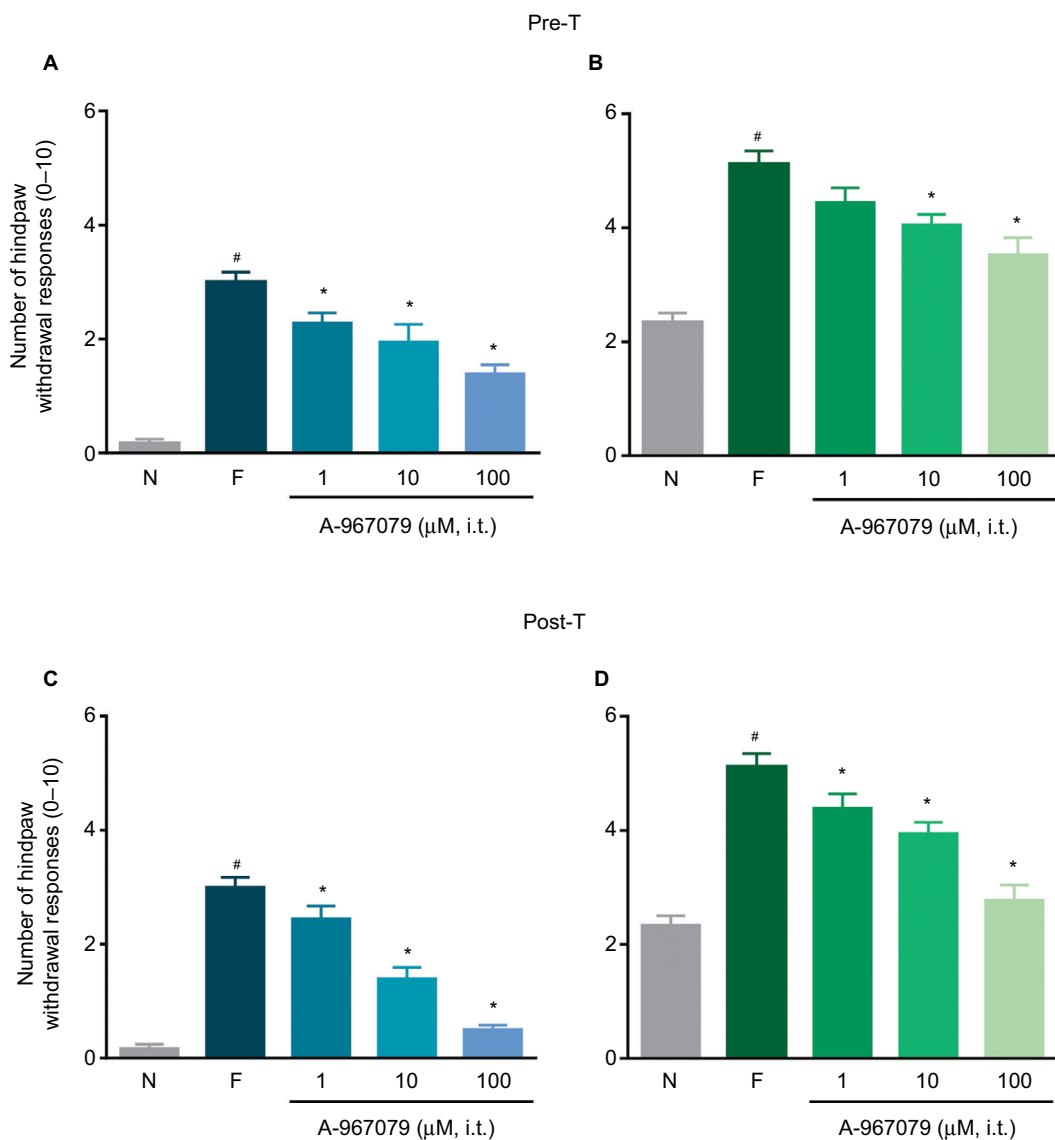 Pre-T
A
Number of hindpaw
withdrawal responses (0–10)
6
4
2
0
#
*
*
*
N F 1 10 100
A-967079 (μM, i.t.)
B
6
4
2
0
#
*
*
N F 1 10 100
A-967079 (μM, i.t.)
Post-T
C
Number of hindpaw
withdrawal responses (0–10)
6
4
2
0
#
*
*
*
N F 1 10 100
A-967079 (μM, i.t.)
D
6
4
2
0
#
*
*
*
N F 1 10 100
A-967079 (μM, i.t.)